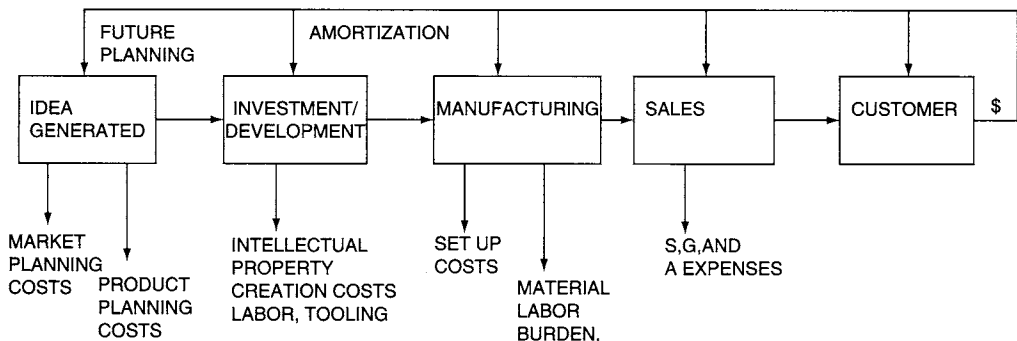 FUTURE
PLANNING
AMORTIZATION
IDEA
GENERATED
INVESTMENT/
DEVELOPMENT
MANUFACTURING
SALES
CUSTOMER
$
MARKET
PLANNING
COSTS
PRODUCT
PLANNING
COSTS
INTELLECTUAL
PROPERTY
CREATION COSTS
LABOR, TOOLING
SET UP
COSTS
MATERIAL
LABOR
BURDEN.
S,G,AND
A EXPENSES